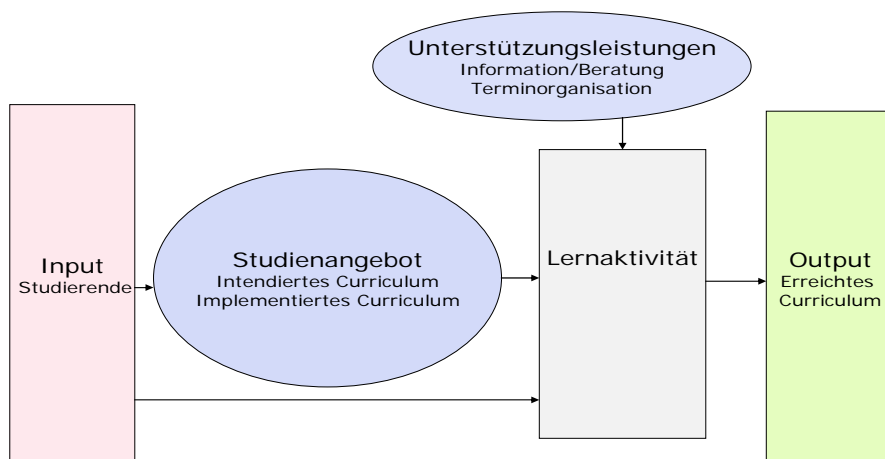 Unterstützungsleistungen
Information/Beratung
Terminorganisation
Input
Studierende
Studienangebot
Intendiertes Curriculum
Implementiertes Curriculum
Lernaktivität
Output
Erreichtes
Curriculum